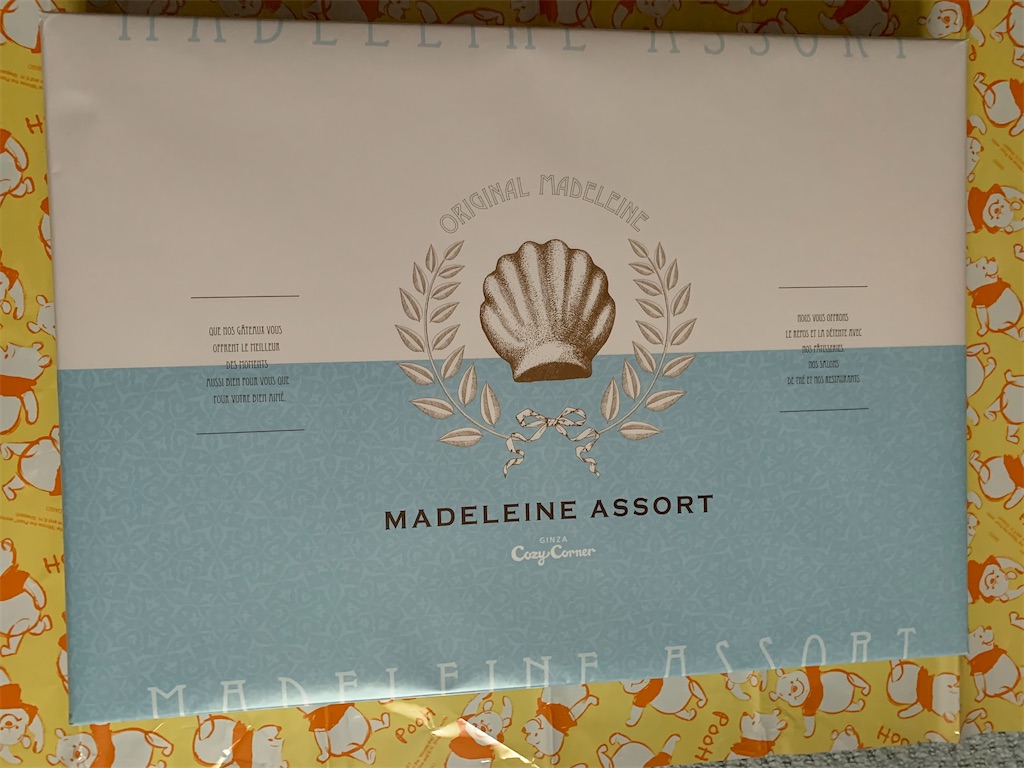 MADELEINE ASSORT
ORIGINAL MADELEINE
QUE NOS GÂTEAUX VOUS
OFFRENT LE MEILLEUR
DES MOMENTS
AUSSI BIEN POUR VOUS QUE
POUR VOTRE BIEN AIMÉ.
NOUS VOUS OFFRONS
LE REPOS ET LA DÉTENTE AVEC
NOS PÂTISSERIES,
NOS SALONS
DE THÉ ET NOS RESTAURANTS
MADELEINE ASSORT
GINZA
Cozy Corner
MADELEINE ASSORT
Pooh
Hood